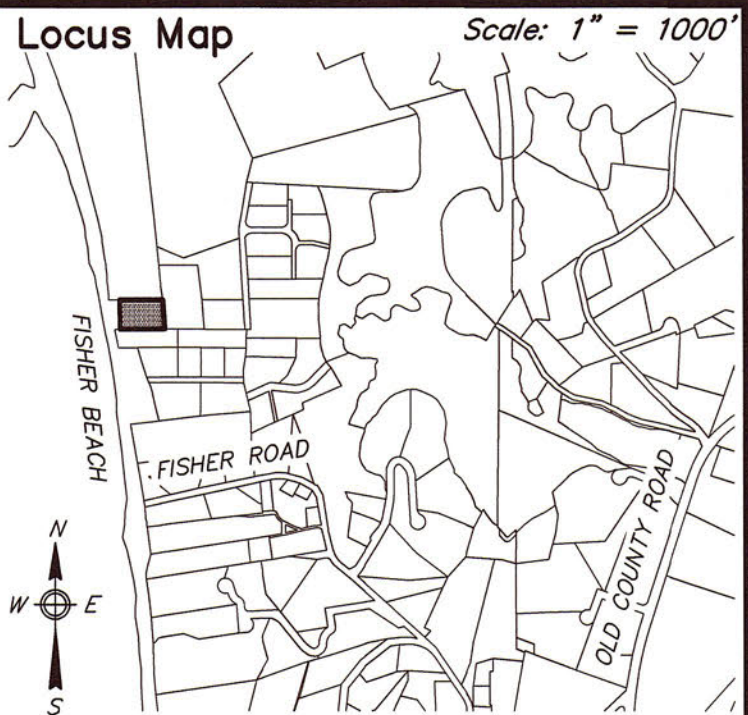 Locus Map
Scale: 1" = 1000'
FISHER BEACH
FISHER ROAD
OLD COUNTY ROAD
N
W E
S